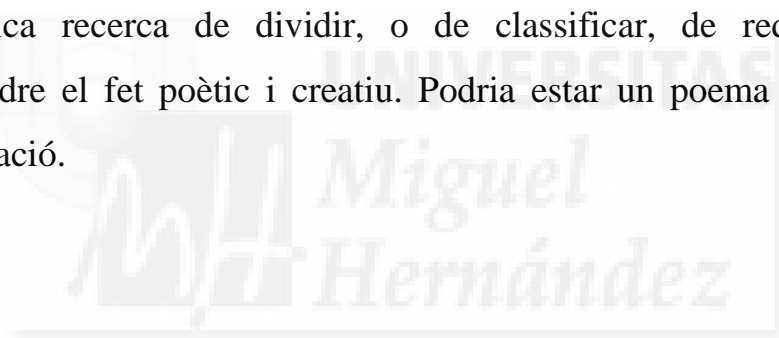 ica recerca de dividir, o de classificar, de rec
dre el fet poètic i creatiu. Podria estar un poema
ació.
UNIVERSITAS
Miguel
Hernández